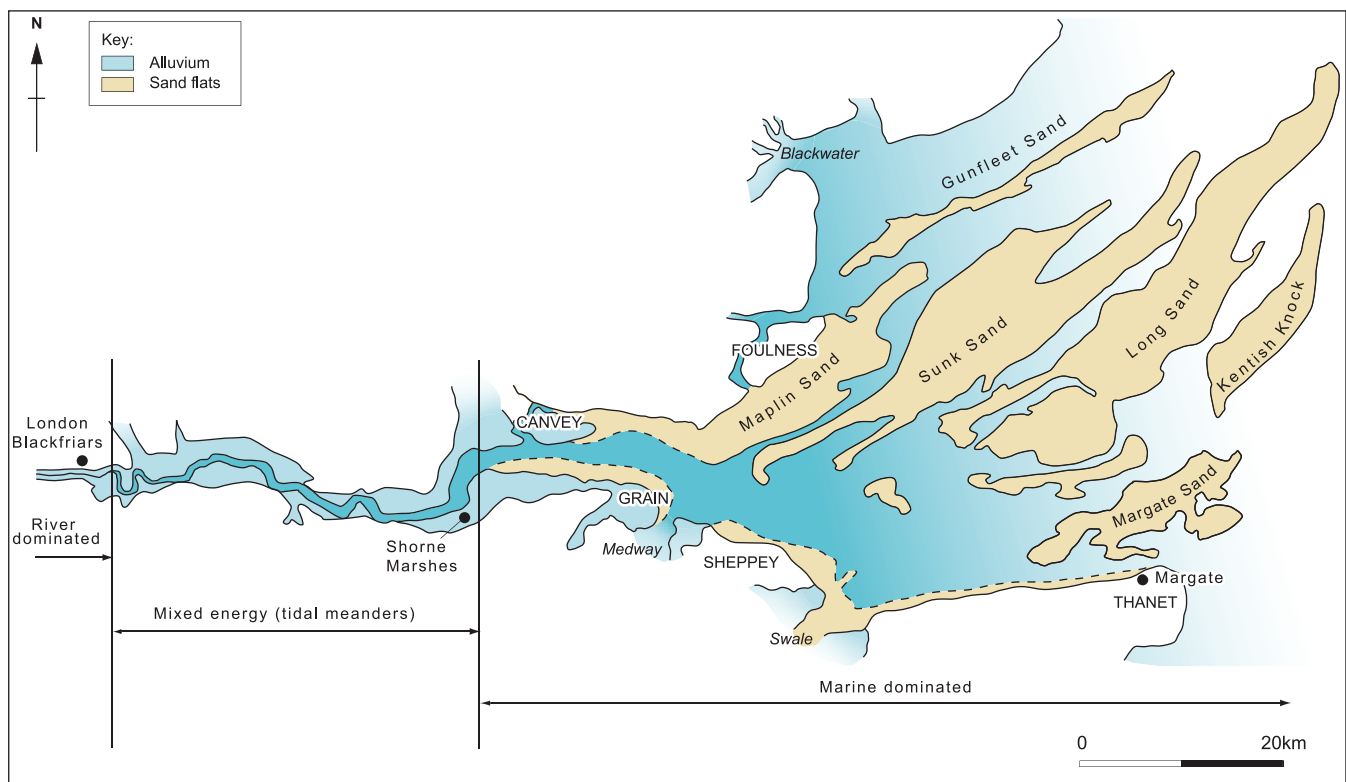 N
Key:
Alluvium
Sand flats
Blackwater
Gunfleet Sand
FOULNESS
Maplin Sand
Sunk Sand
Long Sand
Kentish Knock
London
Blackfriars
CANVEY
River
dominated
Shorne
Marshes
GRAIN
Medway
SHEPPEY
Margate Sand
Margate
THANET
Swale
Mixed energy (tidal meanders)
Marine dominated
0
20km